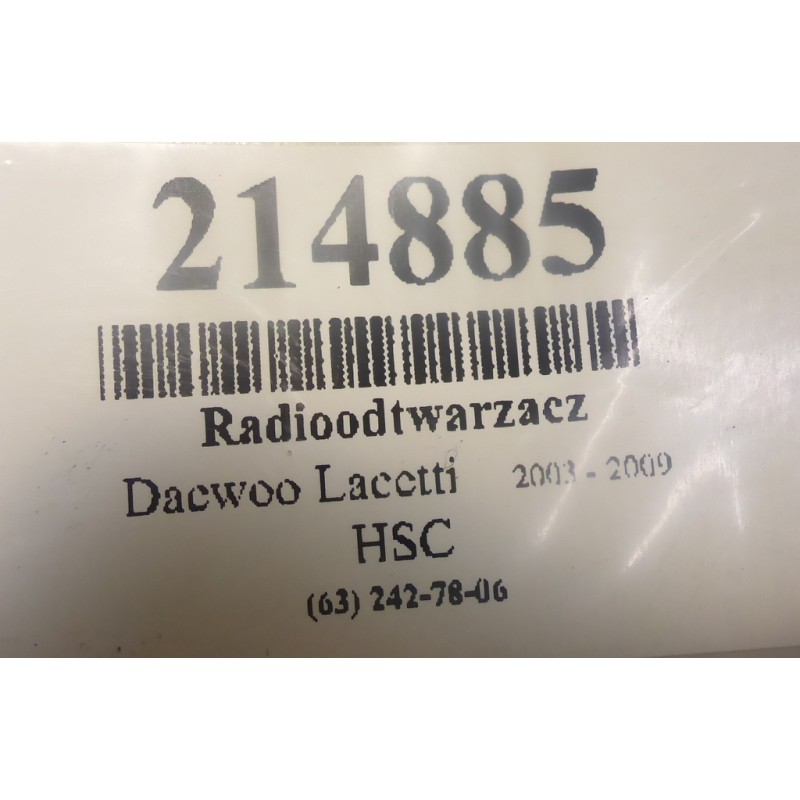 214885
Radioodtwarzacz
Daewoo Lacetti 2003 - 2009
HSC
(63) 242-78-06